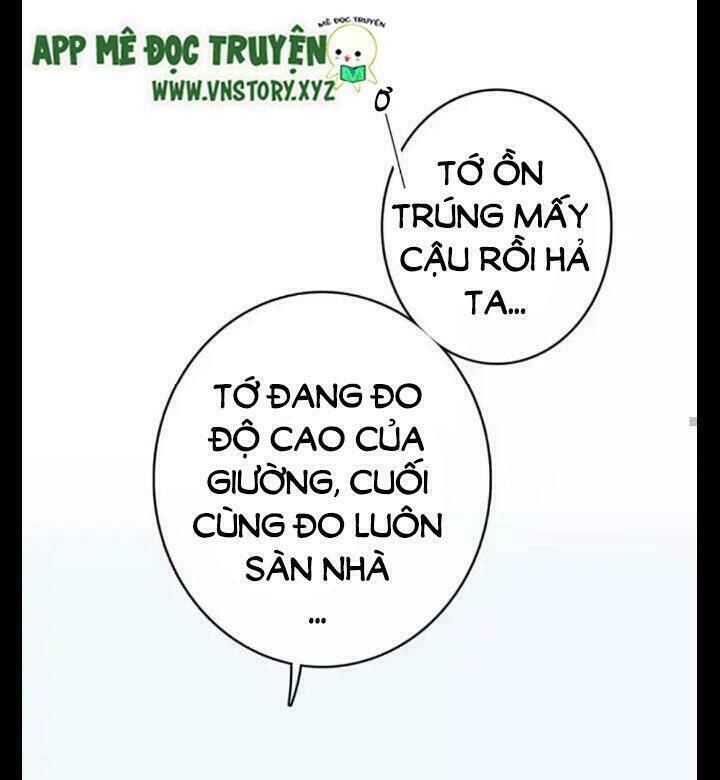 MÊ ĐỌC TRUYỆN
APP MÊ ĐỌC TRUYỆN
WWW.VNSTORY.XYZ
Ơ
TỚ ỒN
TRÚNG MẤY
CẬU RỒI HẢ
TA...
TỚ ĐANG ĐO
ĐỘ CAO CỦA
GIƯỜNG, CUỐI
CÙNG ĐO LUÔN
SÀN NHÀ
...